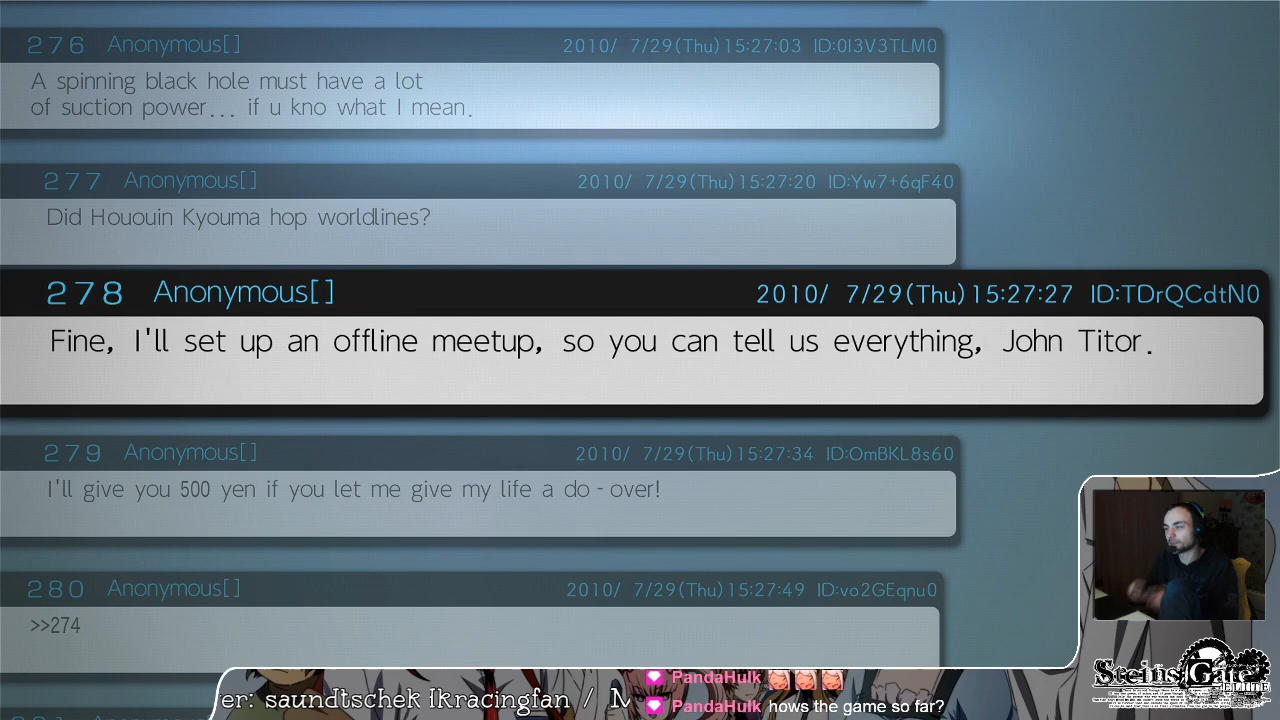 276 Anonymous[] 2010/ 7/29(Thu)15:27:03 ID:0I3V3TLM0
A spinning black hole must have a lot
of suction power... if u kno what I mean.
277 Anonymous[] 2010/ 7/29(Thu)15:27:20 ID:Yw7+6qF40
Did Hououin Kyouma hop worldlines?
278 Anonymous[] 2010/ 7/29(Thu)15:27:27 ID:TDrQCdtN0
Fine, I'll set up an offline meetup, so you can tell us everything, John Titor.
279 Anonymous[] 2010/ 7/29(Thu)15:27:34 ID:OmBKL8s60
I'll give you 500 yen if you let me give my life a do-over!
280 Anonymous[] 2010/ 7/29(Thu)15:27:49 ID:vo2GEqnu0
>>274
Anonymous[]
er: saundtschek1kracingfan /
PandaHulk
PandaHulk hows the game so far?
Steins;Gate
ELITE